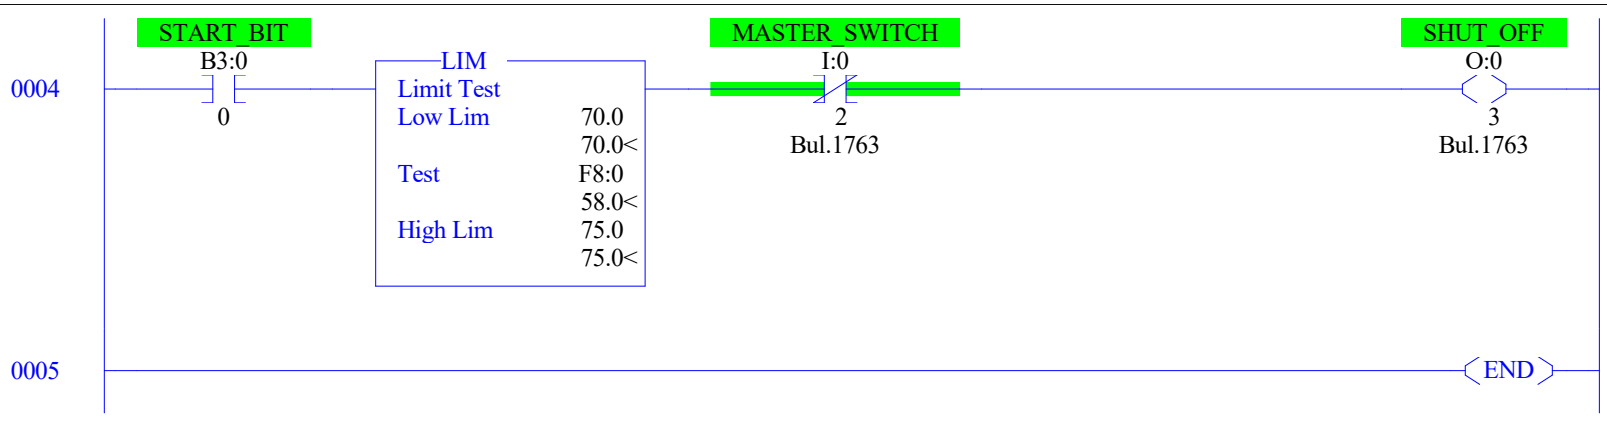 START_BIT
B3:0
0004
0
LIM
Limit Test
Low Lim 70.0
70.0<
Test F8:0
58.0<
High Lim 75.0
75.0<
MASTER_SWITCH
I:0
2
Bul.1763
SHUT_OFF
O:0
3
Bul.1763
0005
END